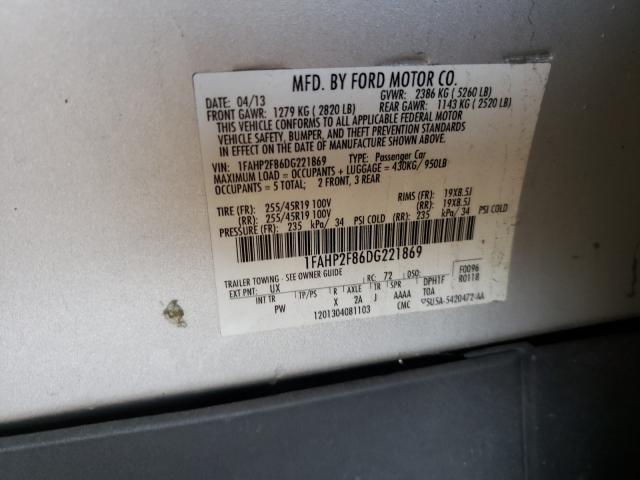 MFD. BY FORD MOTOR CO.
DATE: 04/13 GVWR: 2386 KG ( 5260 LB)
FRONT GAWR: 1279 KG ( 2820 LB) REAR GAWR: 1143 KG ( 2520 LB)
THIS VEHICLE CONFORMS TO ALL APPLICABLE FEDERAL MOTOR
VEHICLE SAFETY, BUMPER, AND THEFT PREVENTION STANDARDS
IN EFFECT ON THE DATE OF MANUFACTURE SHOWN ABOVE.
VIN: 1FAHP2F86DG221869 TYPE: Passenger Car
MAXIMUM LOAD = OCCUPANTS + LUGGAGE = 430KG/ 950LB
OCCUPANTS = 5 TOTAL; 2 FRONT, 3 REAR
TIRE (FR): 255/45R19 100V RIMS (FR): 19X8.5J
(RR): 255/45R19 100V (RR): 19X8.5J
PRESSURE (FR): 235 kPa/ 34 PSI COLD (RR): 235 kPa/ 34 PSI COLD
1FAHP2F86DG221869
TRAILER TOWING - SEE OWNER GUIDE
EXT PNT: UX RC: 72 DSO: F0096
INT TR TP/PS R AXLE TR SPR DPH1F R0118
PW X 2A J AAAA TOA
1201304081103 CMC ▽5U5A-5420472-AA